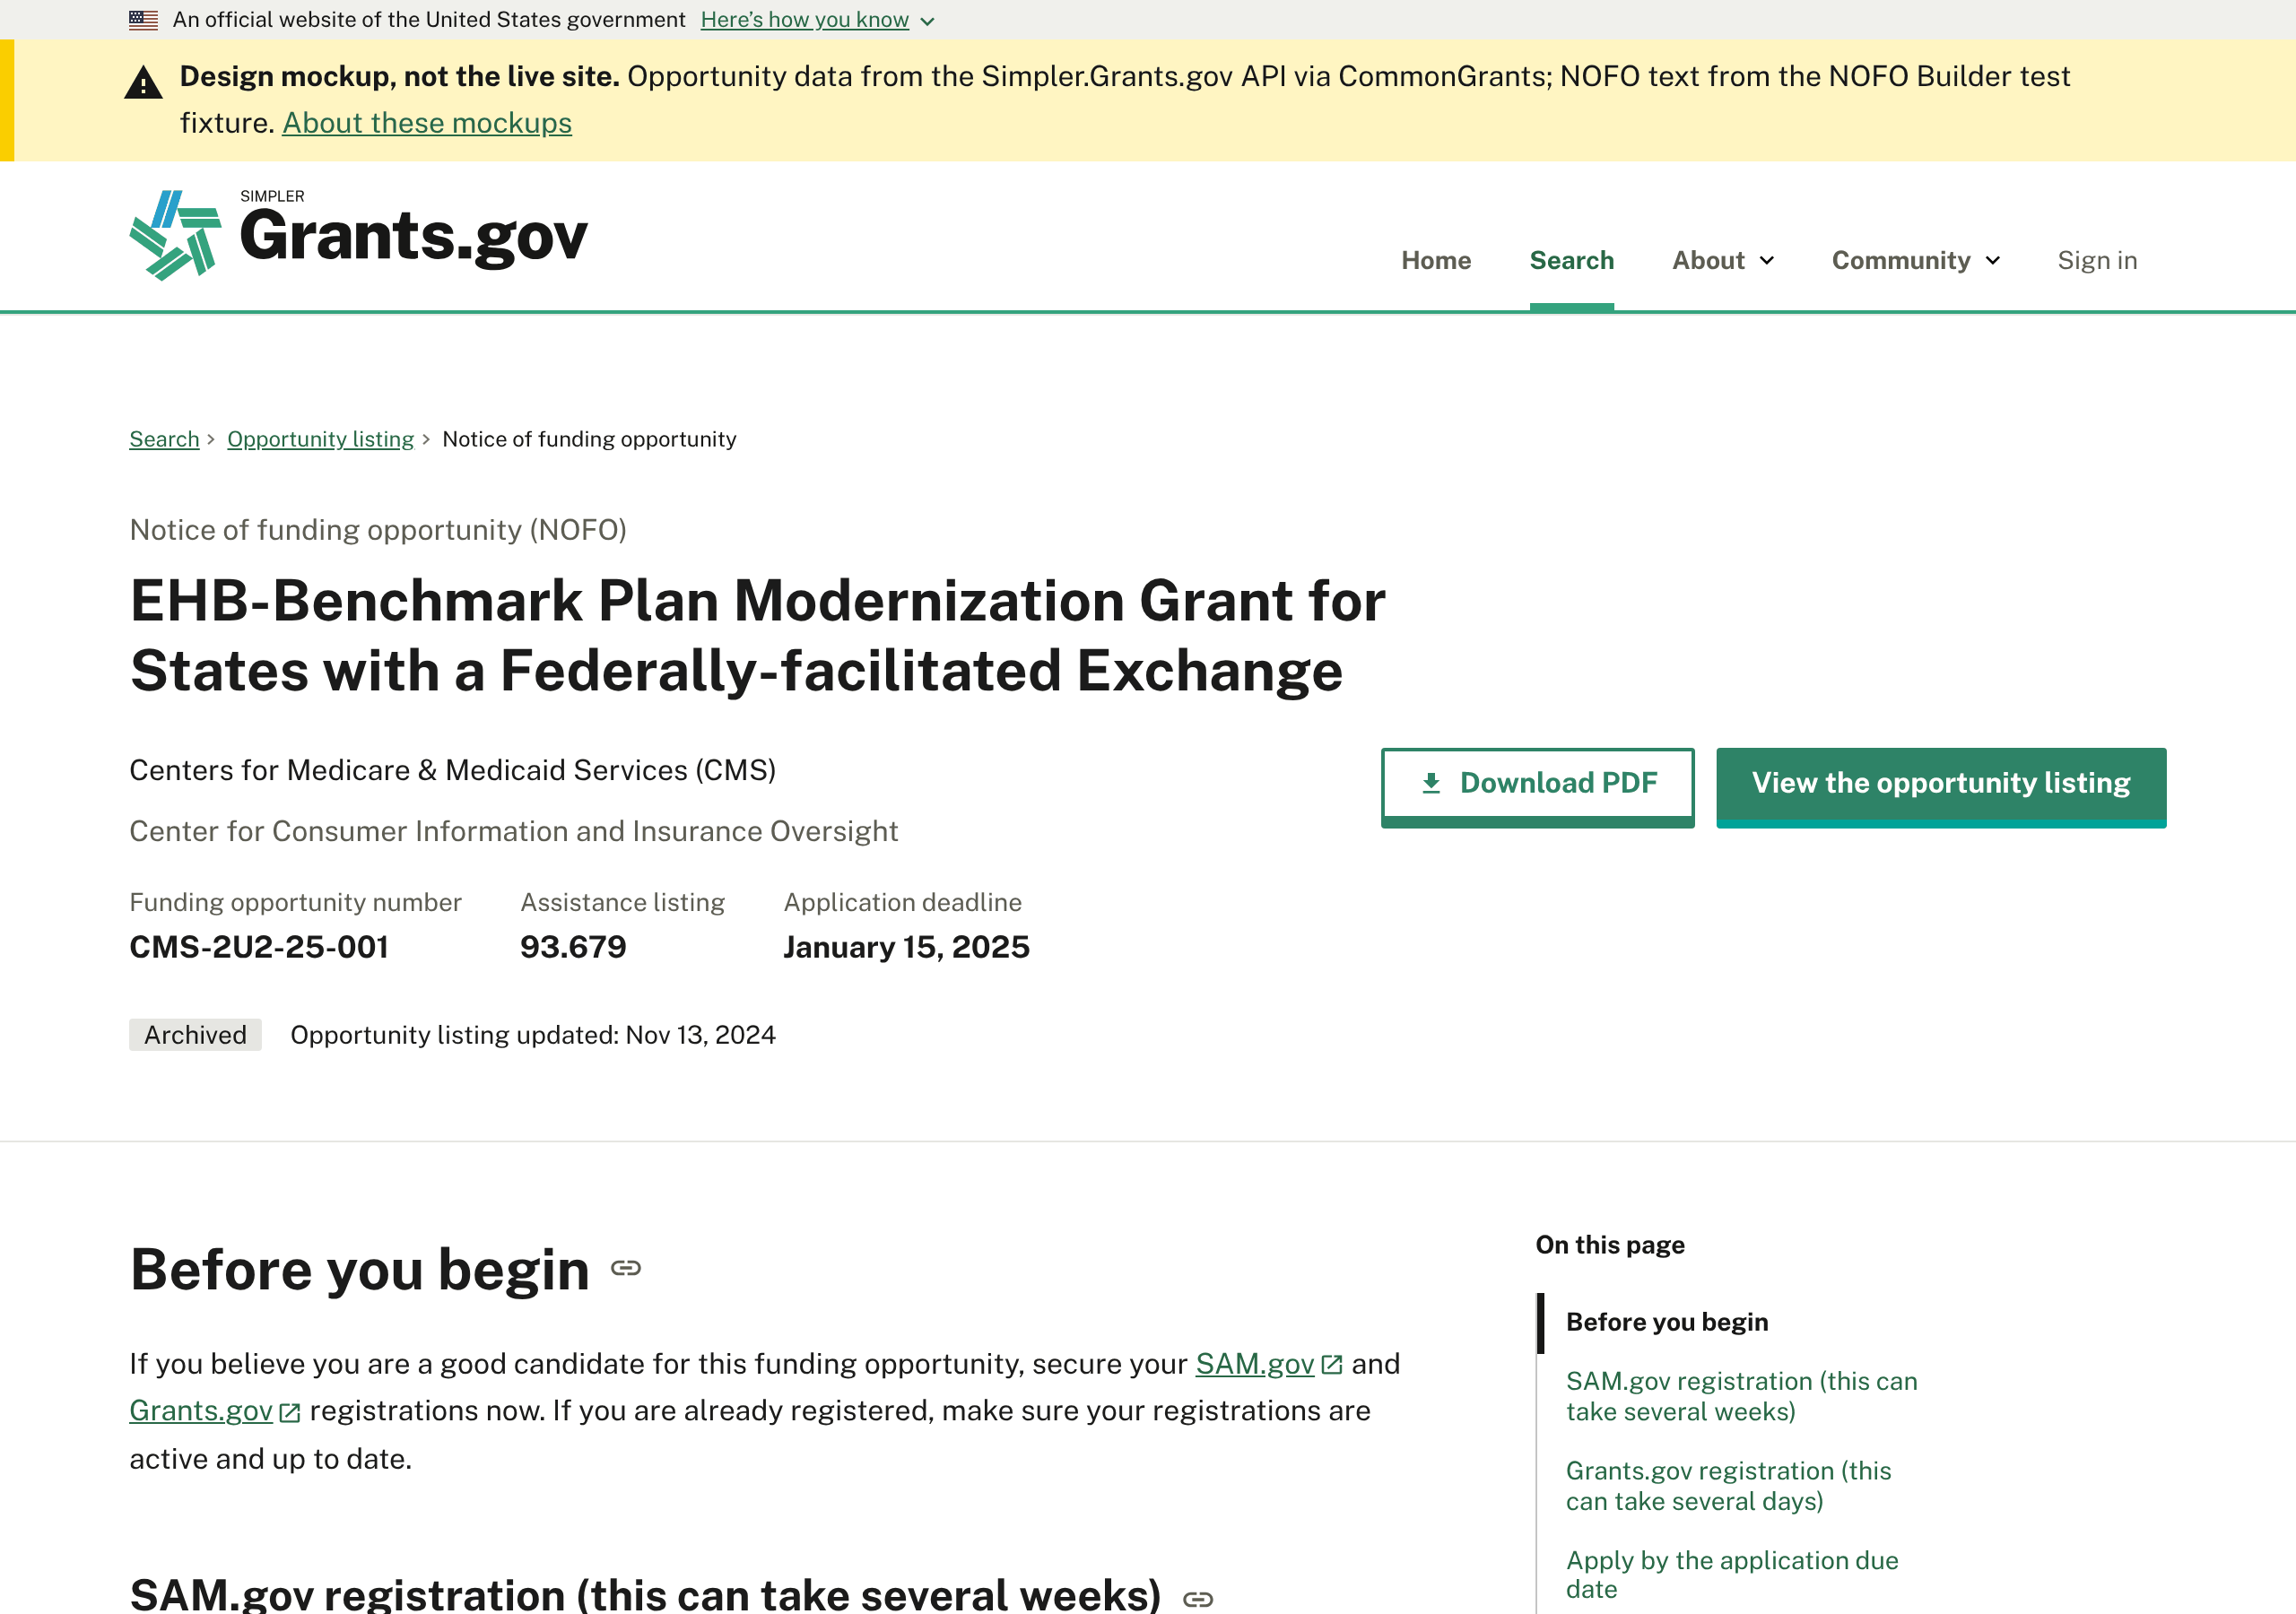 An official website of the United States government Here's how you know
Design mockup, not the live site. Opportunity data from the Simpler.Grants.gov API via CommonGrants; NOFO text from the NOFO Builder test
fixture. About these mockups
SIMPLER
Grants.gov
Home Search About Community Sign in
Search Opportunity listing Notice of funding opportunity
Notice of funding opportunity (NOFO)
EHB-Benchmark Plan Modernization Grant for
States with a Federally-facilitated Exchange
Centers for Medicare & Medicaid Services (CMS)
Download PDF View the opportunity listing
Center for Consumer Information and Insurance Oversight
Funding opportunity number Assistance listing Application deadline
CMS-2U2-25-001 93.679 January 15, 2025
Archived Opportunity listing updated: Nov 13, 2024
Before you begin
If you believe you are a good candidate for this funding opportunity, secure your SAM.gov and
Grants.gov registrations now. If you are already registered, make sure your registrations are
active and up to date.
SAM.gov registration (this can take several weeks)
On this page
Before you begin
SAM.gov registration (this can
take several weeks)
Grants.gov registration (this
can take several days)
Apply by the application due
date